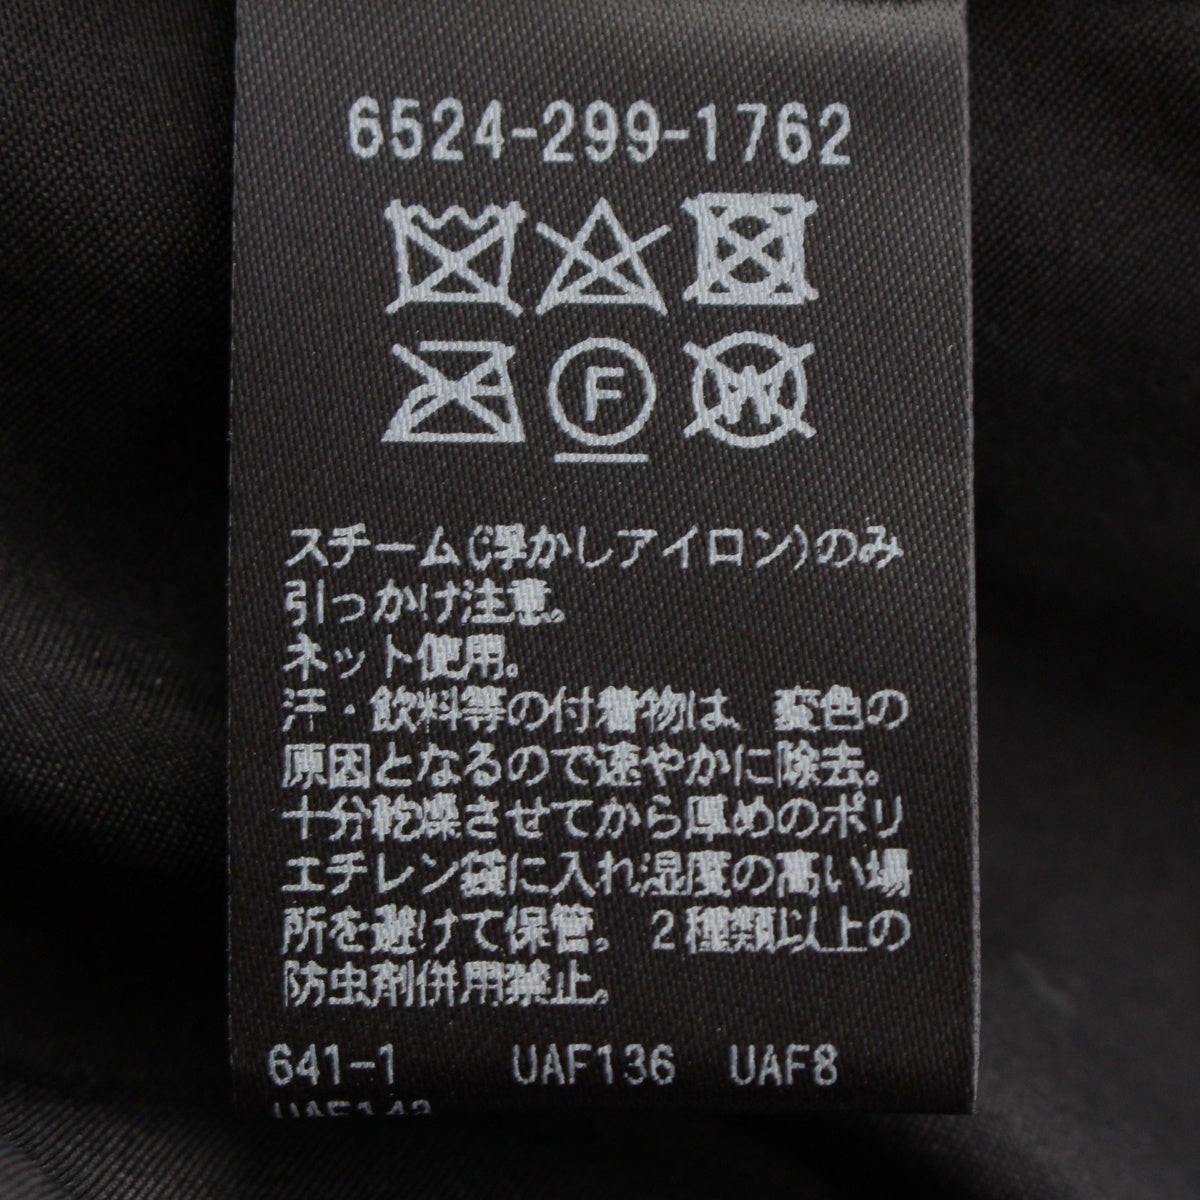 6524-299-1762
F
W
スチーム(浮かしアイロン)のみ
引っかけ注意。
ネット使用。
汗・飲料等の付着物は、変色の
原因となるので速やかに除去。
十分乾燥させてから厚めのポリ
エチレン袋に入れ湿度の高い場
所を避けて保管。2種類以上の
防虫剤併用禁止。
641-1 UAF136 UAF8